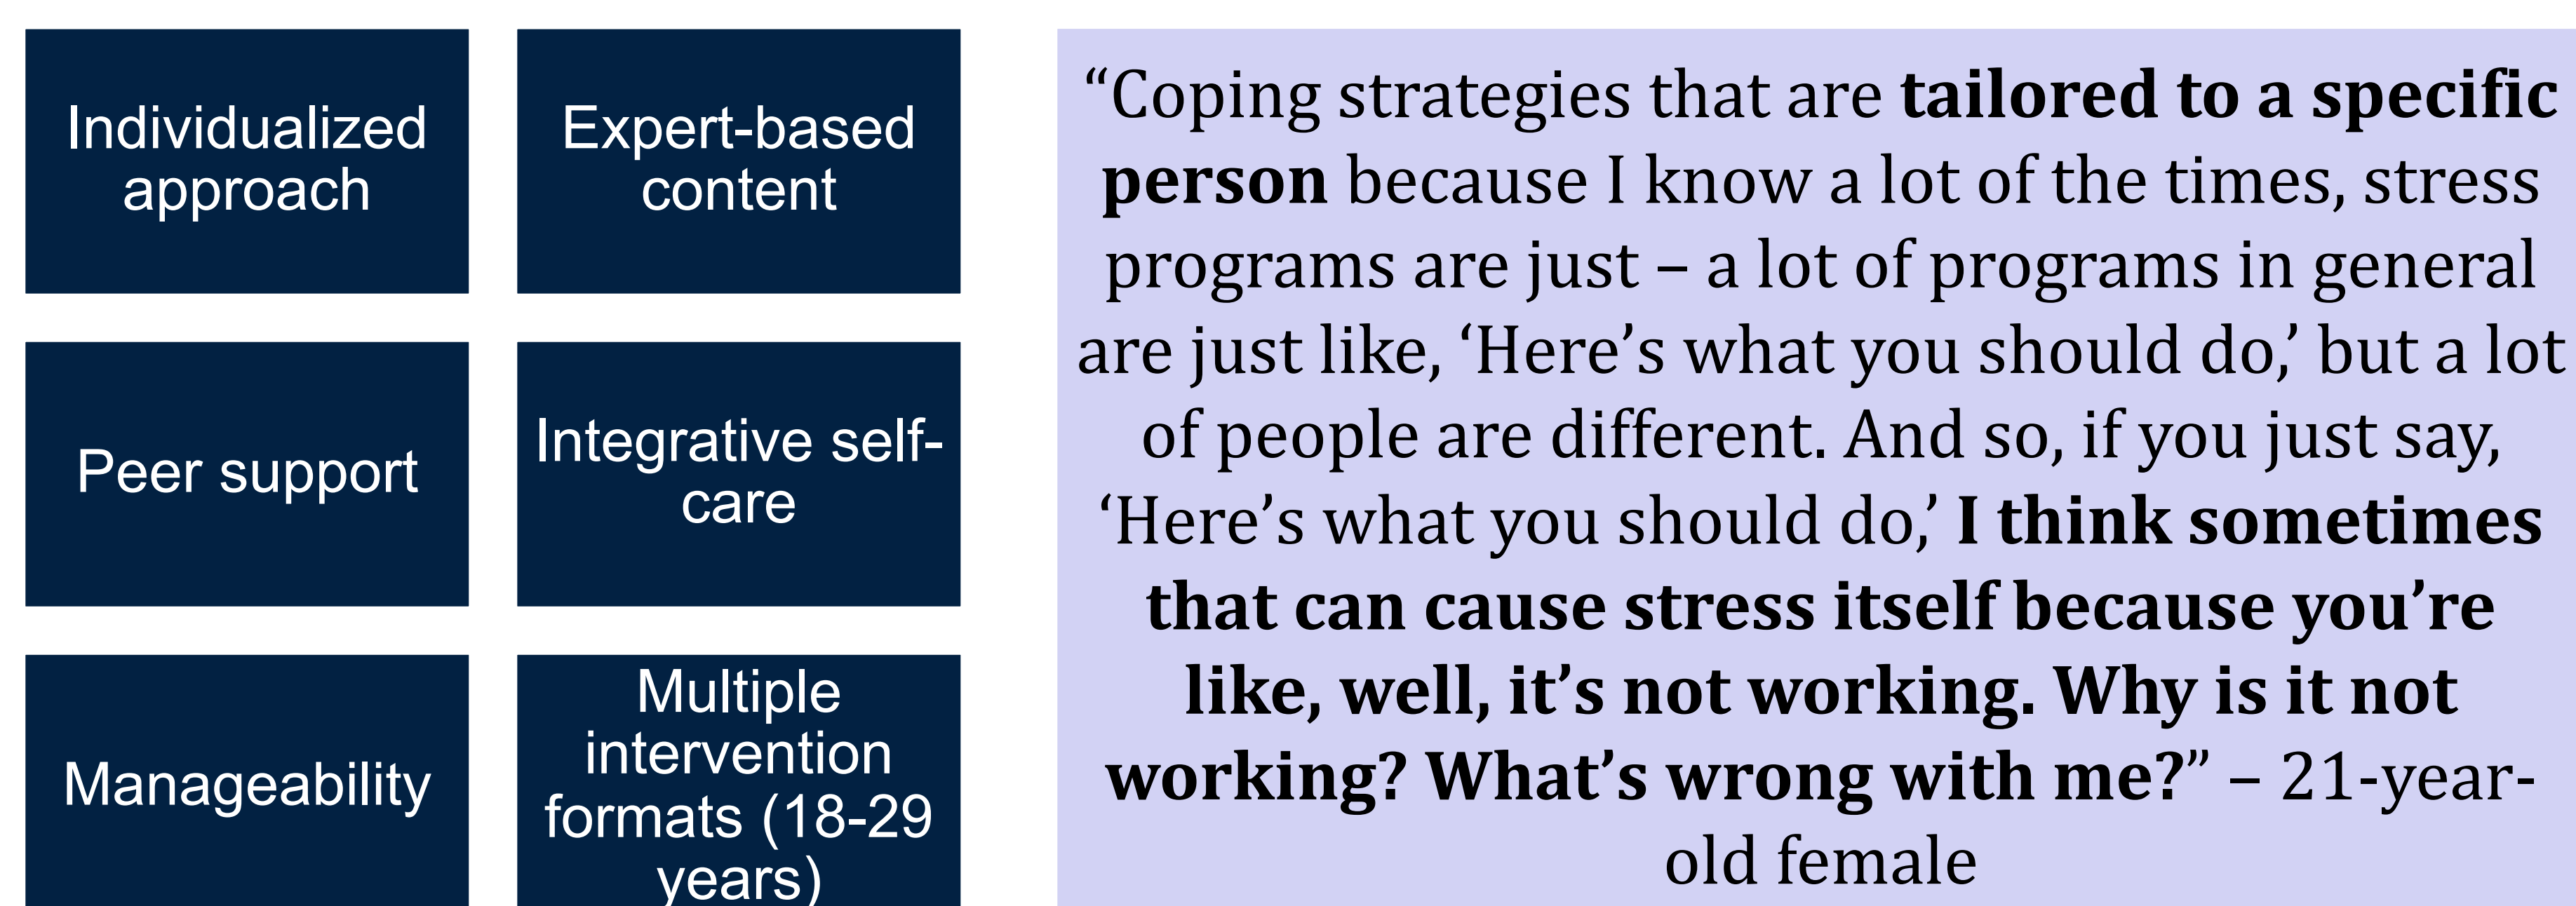 Individualized
approach
Expert-based
content
Peer support
Integrative self-
care
Manageability
Multiple
intervention
formats (18-29
years)
“Coping strategies that are tailored to a specific
person because I know a lot of the times, stress
programs are just – a lot of programs in general
are just like, ‘Here’s what you should do,’ but a lot
of people are different. And so, if you just say,
‘Here’s what you should do,’ I think sometimes
that can cause stress itself because you’re
like, well, it’s not working. Why is it not
working? What’s wrong with me?” – 21-year-
old female